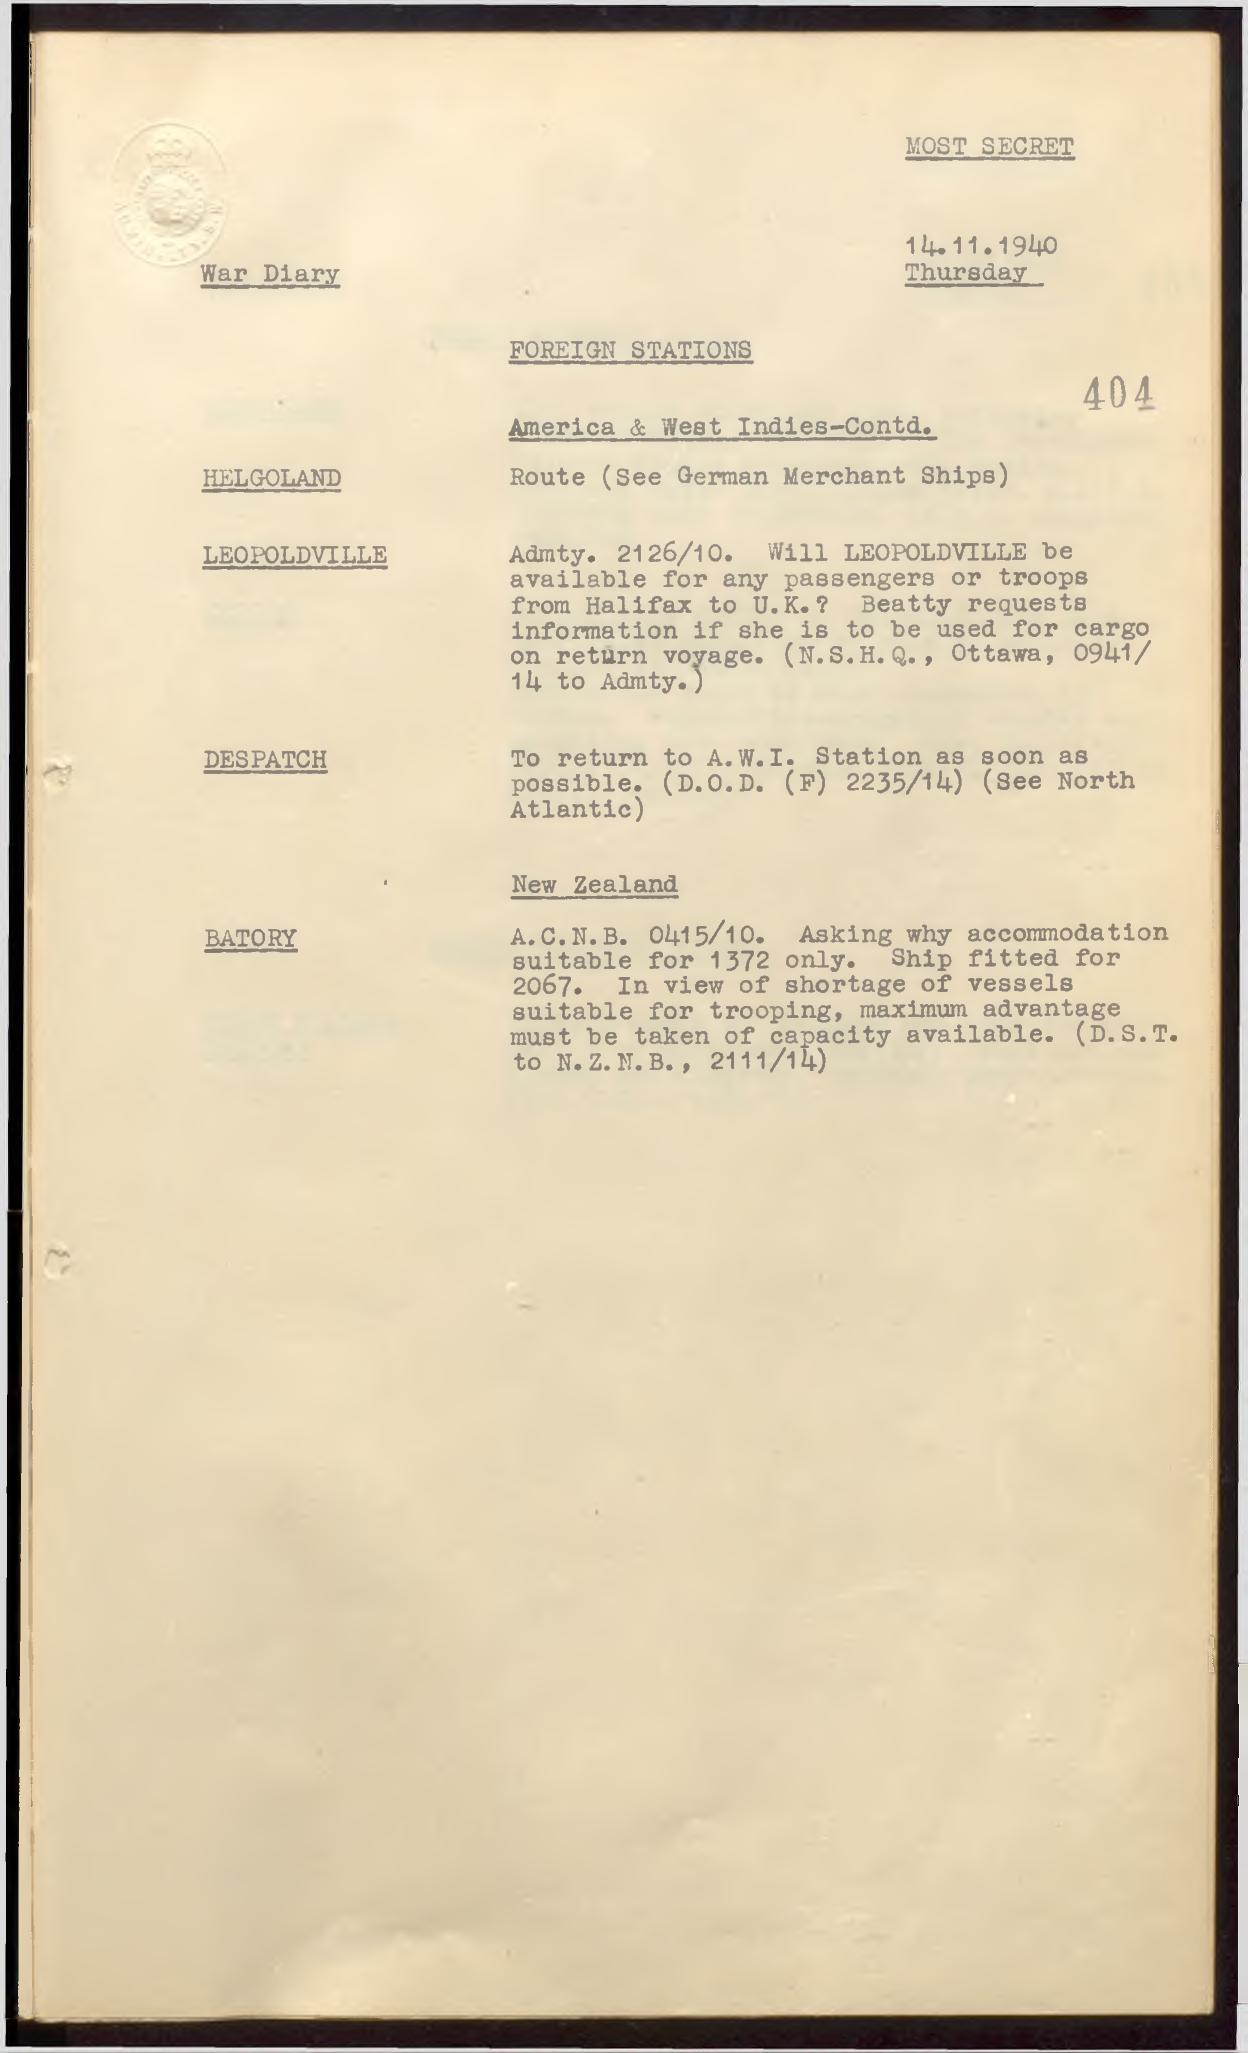 MOST SECRET
14.11.1940
War Diary
Thursday
FOREIGN STATIONS
404
America & West Indies-Contd.
HELGOLAND
Route (See German Merchant Ships)
LEOPOLDVILLE
Admty. 2126/10. Will LEOPOLDVILLE be
available for any passengers or troops
from Halifax to U.K.? Beatty requests
information if she is to be used for cargo
on return voyage. (N.S.H.Q., Ottawa, 0941/
14 to Admty.)
DESPATCH
To return to A.W.I. Station as soon as
possible. (D.O.D. (F) 2235/14) (See North
Atlantic)
New Zealand
BATORY
A.C.N.B. 0415/10. Asking why accommodation
suitable for 1372 only. Ship fitted for
2067. In view of shortage of vessels
suitable for trooping, maximum advantage
must be taken of capacity available. (D.S.T.
to N.Z.N.B., 2111/14)